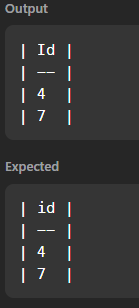 Output
| Id |
| -- |
| 4 |
| 7 |
Expected
| id |
| -- |
| 4 |
| 7 |